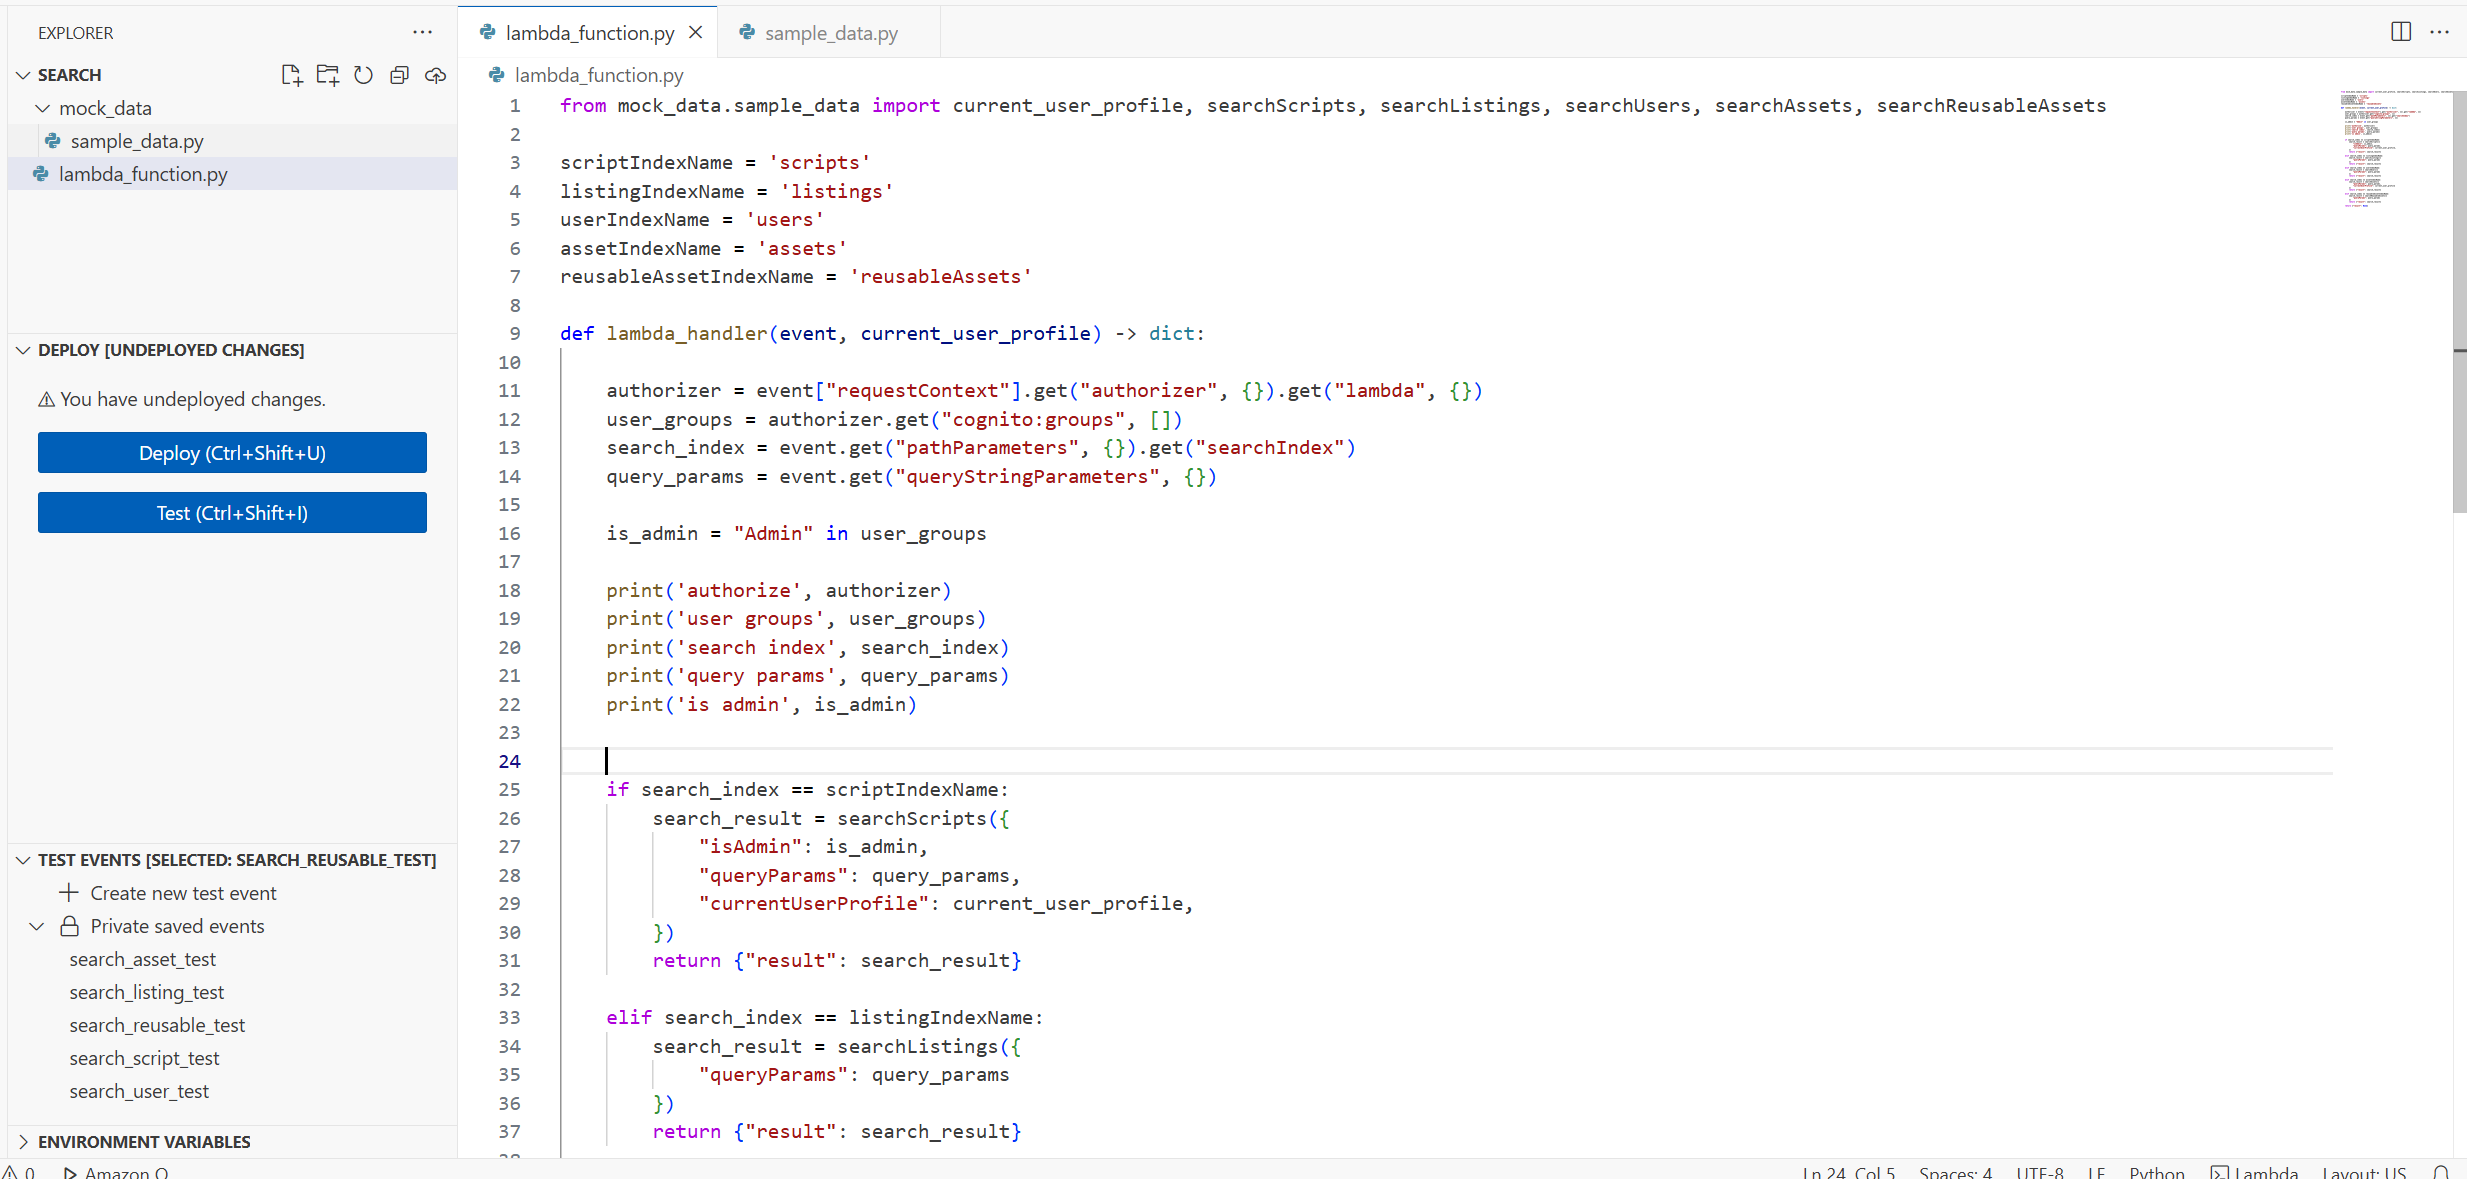 EXPLORER
SEARCH
mock_data
sample_data.py
lambda_function.py
DEPLOY [UNDEPLOYED CHANGES]
You have undeployed changes.
Deploy (Ctrl+Shift+U)
Test (Ctrl+Shift+I)
TEST EVENTS [SELECTED: SEARCH_REUSABLE_TEST]
Create new test event
Private saved events
search_asset_test
search_listing_test
search_reusable_test
search_script_test
search_user_test
ENVIRONMENT VARIABLES
lambda_function.py sample_data.py
lambda_function.py
1 from mock_data.sample_data import current_user_profile, searchScripts, searchListings, searchUsers, searchAssets, searchReusableAssets
2
3 scriptIndexName = 'scripts'
4 listingIndexName = 'listings'
5 userIndexName = 'users'
6 assetIndexName = 'assets'
7 reusableAssetIndexName = 'reusableAssets'
8
9 def lambda_handler(event, current_user_profile) -> dict:
10
11 authorizer = event["requestContext"].get("authorizer", {}).get("lambda", {})
12 user_groups = authorizer.get("cognito:groups", [])
13 search_index = event.get("pathParameters", {}).get("searchIndex")
14 query_params = event.get("queryStringParameters", {})
15
16 is_admin = "Admin" in user_groups
17
18 print('authorize', authorizer)
19 print('user groups', user_groups)
20 print('search index', search_index)
21 print('query params', query_params)
22 print('is admin', is_admin)
23
24
25 if search_index == scriptIndexName:
26 search_result = searchScripts({
27 "isAdmin": is_admin,
28 "queryParams": query_params,
29 "currentUserProfile": current_user_profile,
30 })
31 return {"result": search_result}
32
33 elif search_index == listingIndexName:
34 search_result = searchListings({
35 "queryParams": query_params
36 })
37 return {"result": search_result}
38
0 Amazon Q Ln 24, Col 5 Spaces: 4 UTF-8 LF Python Lambda Layout: US